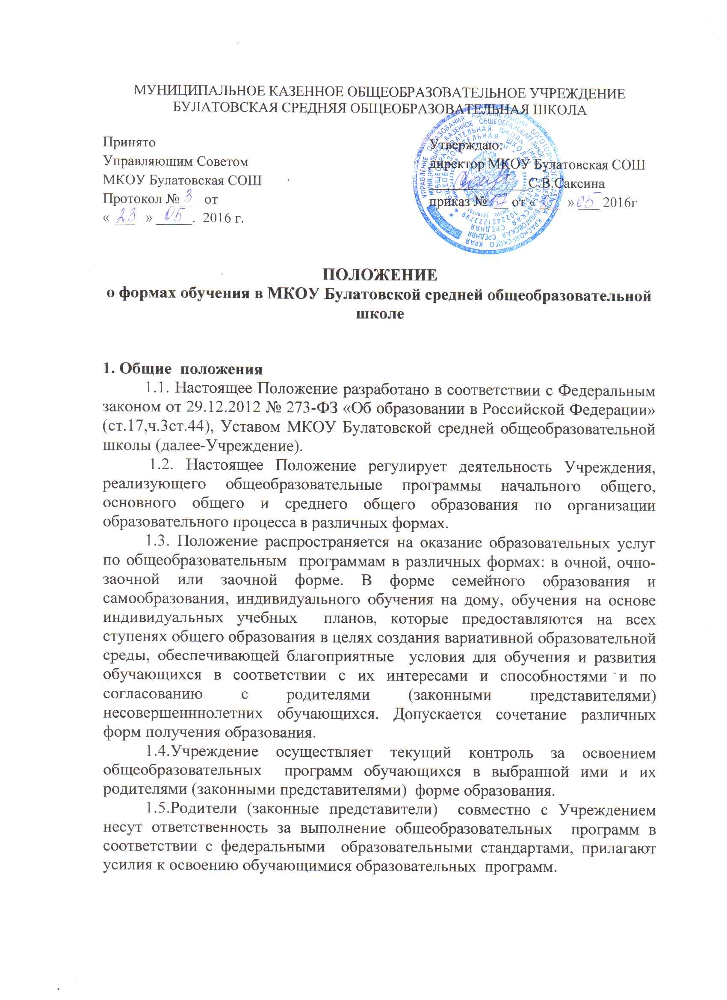 МУНИЦИПАЛЬНОЕ КАЗЕННОЕ ОБЩЕОБРАЗОВАТЕЛЬНОЕ УЧРЕЖДЕНИЕ
БУЛАТОВСКАЯ СРЕДНЯЯ ОБЩЕОБРАЗОВАТЕЛЬНАЯ ШКОЛА
Принято
Управляющим Советом
МКОУ Булатовская СОШ
Протокол № 3 от
« 23 » 05. 2016 г.
Утверждаю:
директор МКОУ Булатовская СОШ
С.В.Саксина
приказ № от « » 05 2016г
ПОЛОЖЕНИЕ
о формах обучения в МКОУ Булатовской средней общеобразовательной
школе
1. Общие положения
1.1. Настоящее Положение разработано в соответствии с Федеральным
законом от 29.12.2012 № 273-ФЗ «Об образовании в Российской Федерации»
(ст.17,ч.3ст.44), Уставом МКОУ Булатовской средней общеобразовательной
школы (далее-Учреждение).
1.2. Настоящее Положение регулирует деятельность Учреждения,
реализующего общеобразовательные программы начального общего,
основного общего и среднего общего образования по организации
образовательного процесса в различных формах.
1.3. Положение распространяется на оказание образовательных услуг
по общеобразовательным программам в различных формах: в очной, очно-
заочной или заочной форме. В форме семейного образования и
самообразования, индивидуального обучения на дому, обучения на основе
индивидуальных учебных планов, которые предоставляются на всех
ступенях общего образования в целях создания вариативной образовательной
среды, обеспечивающей благоприятные условия для обучения и развития
обучающихся в соответствии с их интересами и способностями и по
согласованию с родителями (законными представителями)
несовершенннолетних обучающихся. Допускается сочетание различных
форм получения образования.
1.4.Учреждение осуществляет текущий контроль за освоением
общеобразовательных программ обучающихся в выбранной ими и их
родителями (законными представителями) форме образования.
1.5.Родители (законные представители) совместно с Учреждением
несут ответственность за выполнение общеобразовательных программ в
соответствии с федеральными образовательными стандартами, прилагают
усилия к освоению обучающимися образовательных программ.